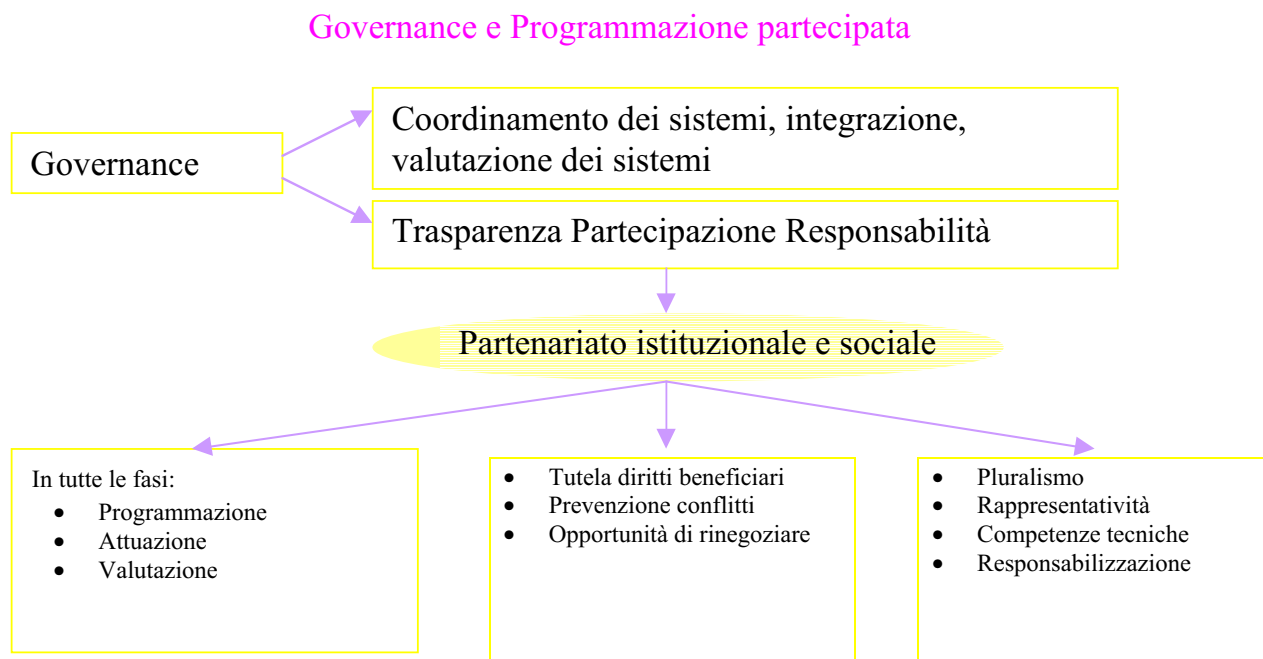 Governance e Programmazione partecipata
Governance
Coordinamento dei sistemi, integrazione,
valutazione dei sistemi
Trasparenza Partecipazione Responsabilità
Partenariato istituzionale e sociale
In tutte le fasi:
• Programmazione
• Attuazione
• Valutazione
• Tutela diritti beneficiari
• Prevenzione conflitti
• Opportunità di rinegoziare
• Pluralismo
• Rappresentatività
• Competenze tecniche
• Responsabilizzazione